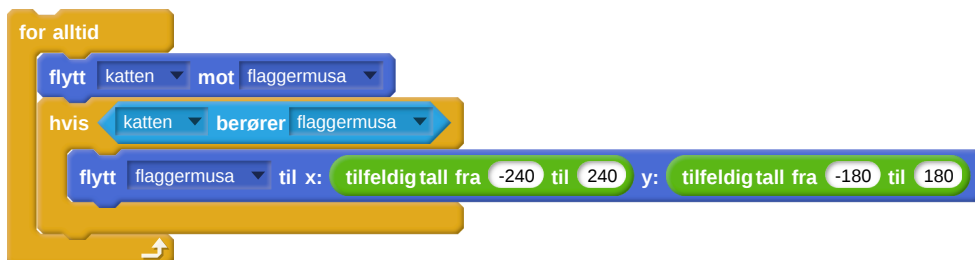 for alltid
flytt katten mot flaggermusa
hvis katten berører flaggermusa
flytt flaggermusa til x: tilfeldig tall fra -240 til 240 y: tilfeldig tall fra -180 til 180